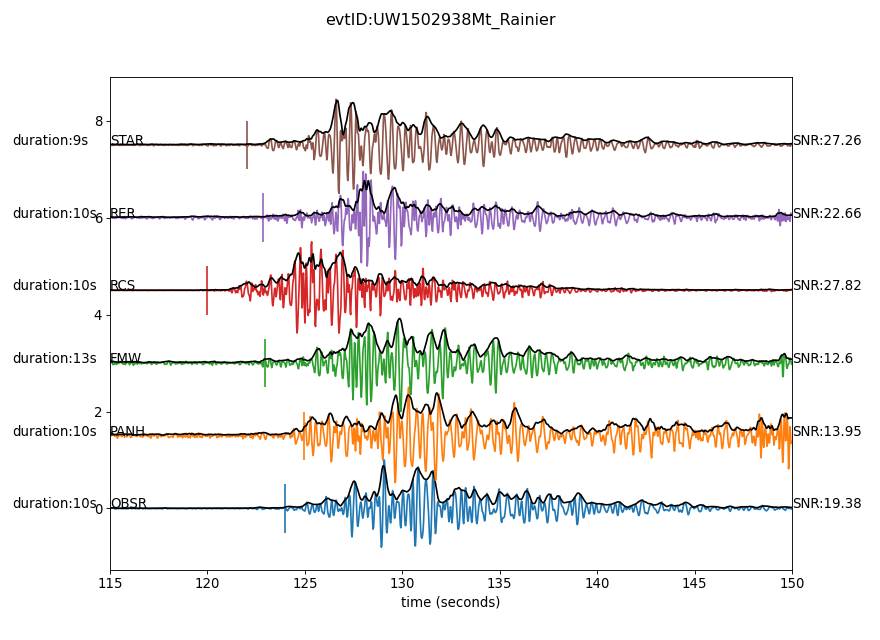 evtID:UW1502938Mt_Rainier
8
duration:9s STAR SNR:27.26
duration:10s RER SNR:22.66
6
duration:10s RCS SNR:27.82
4
duration:13s FMW SNR:12.6
2
duration:10s PANH SNR:13.95
duration:10s OBSR SNR:19.38
0
115 120 125 130 135 140 145 150
time (seconds)